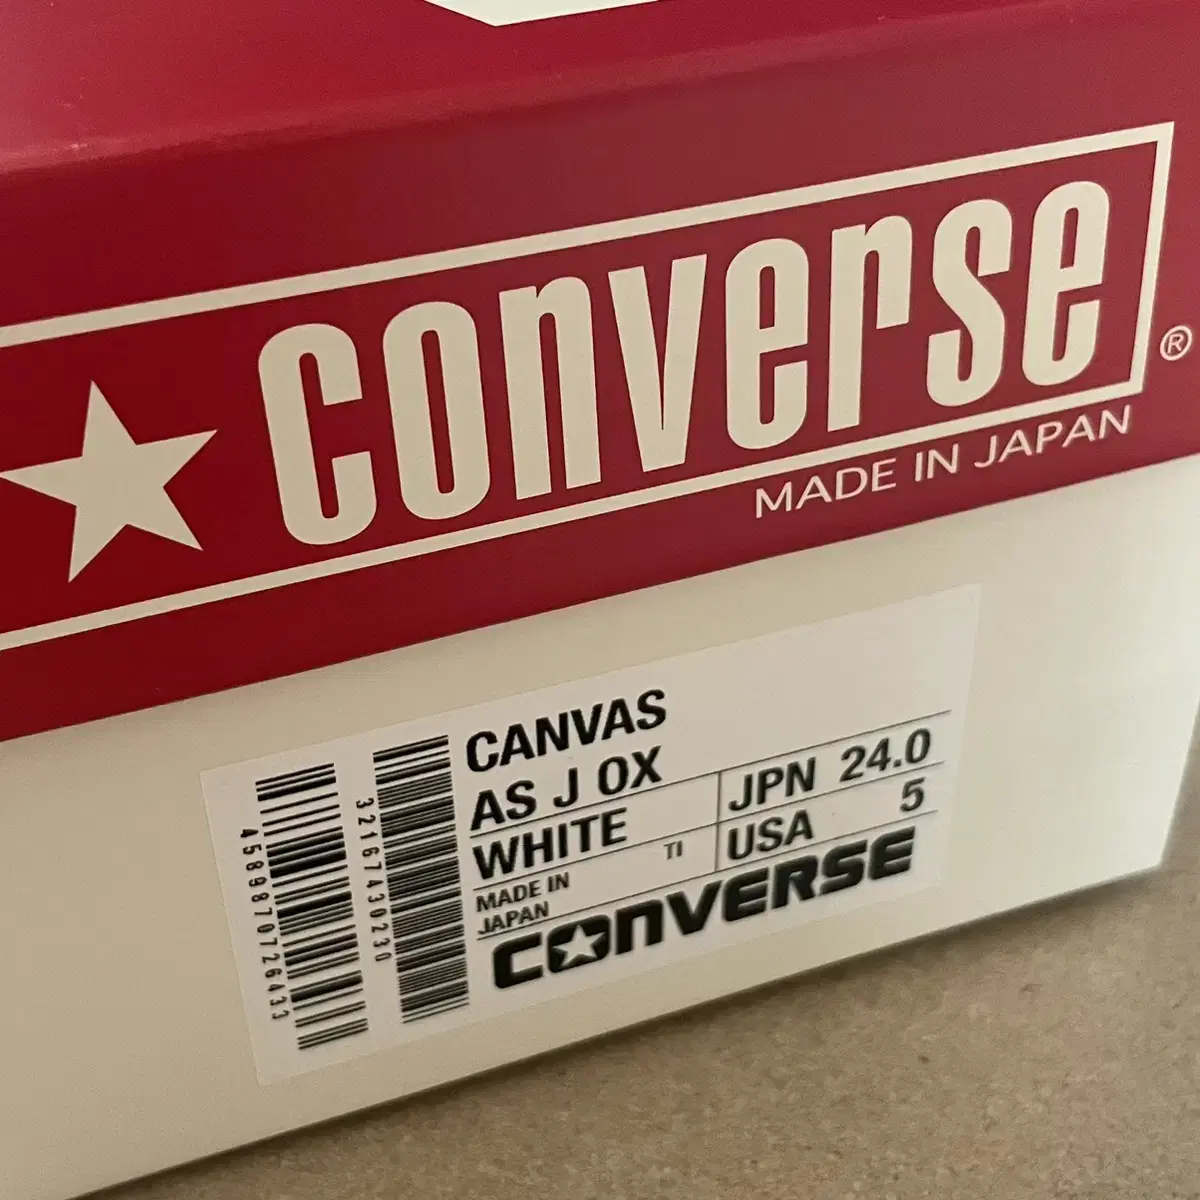 converse®
MADE IN JAPAN
CANVAS
AS J OX
WHITE
TI
JPN 24.0
USA 5
MADE IN
JAPAN
CONVERSE
4589870726433
32167430230